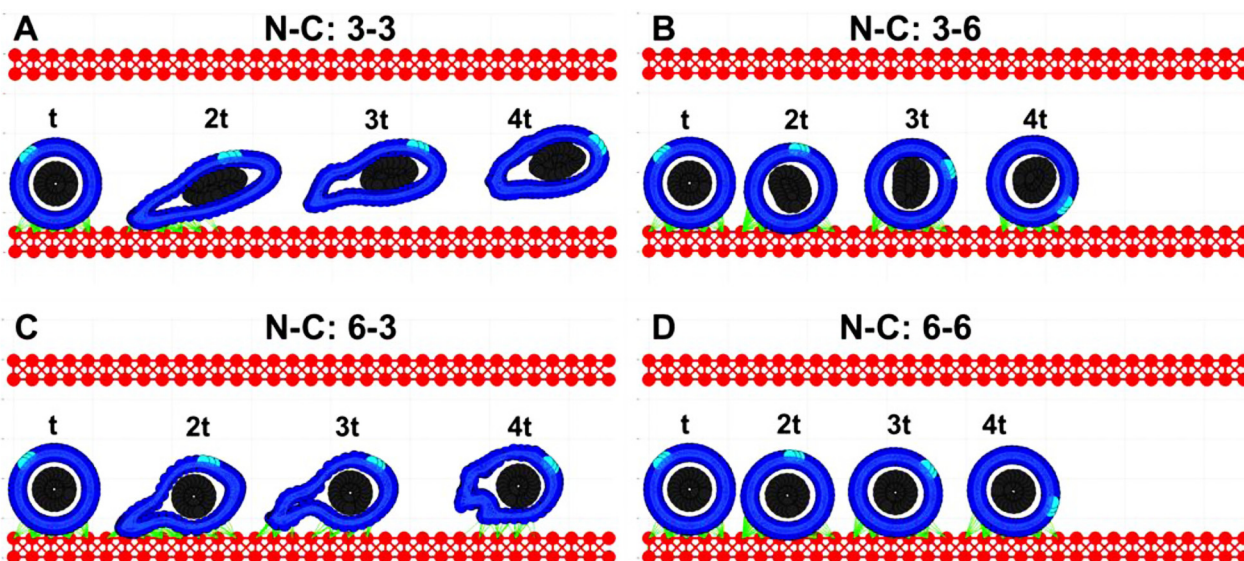 A N-C: 3-3
t 2t 3t 4t
B N-C: 3-6
t 2t 3t 4t
C N-C: 6-3
t 2t 3t 4t
D N-C: 6-6
t 2t 3t 4t